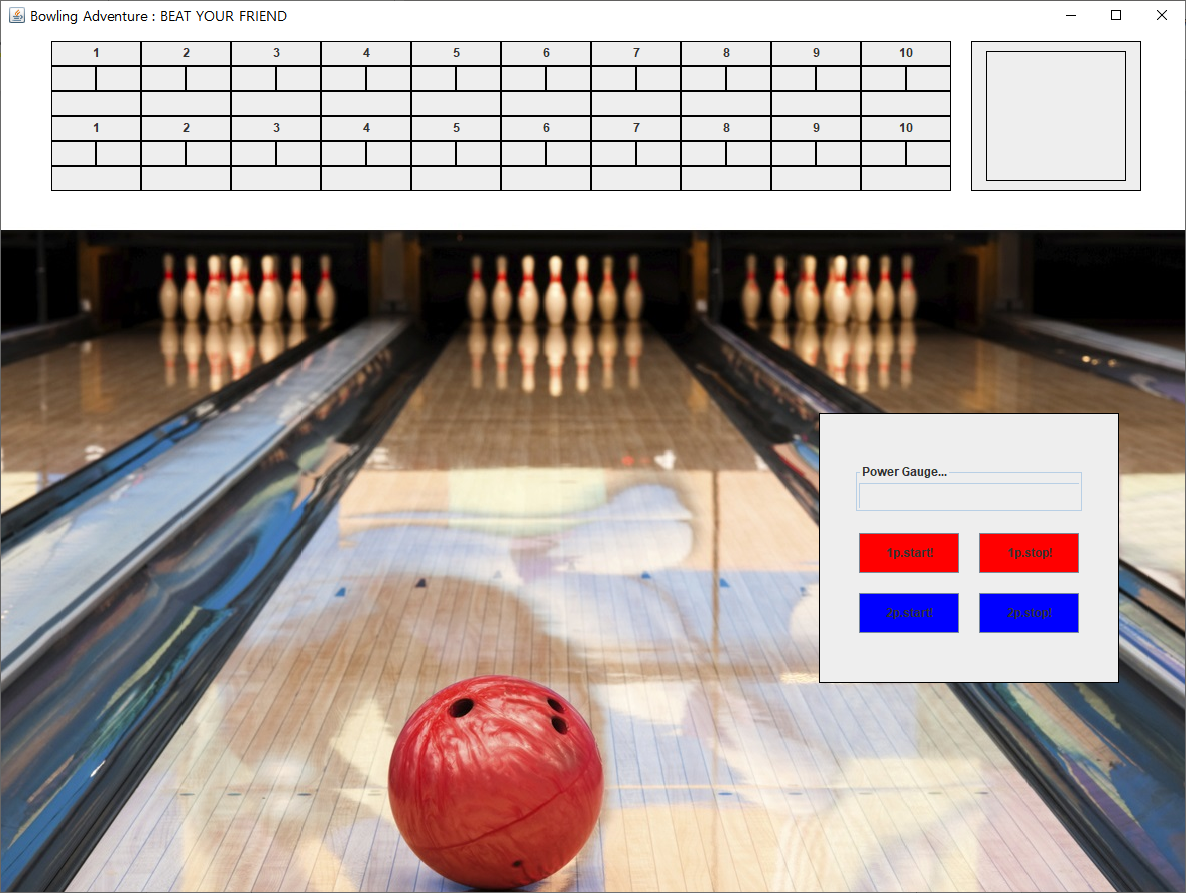 Bowling Adventure : BEAT YOUR FRIEND
1 2 3 4 5 6 7 8 9 10
1 2 3 4 5 6 7 8 9 10
Power Gauge...
1p.start! 1p.stop!
2p.start! 2p.stop!